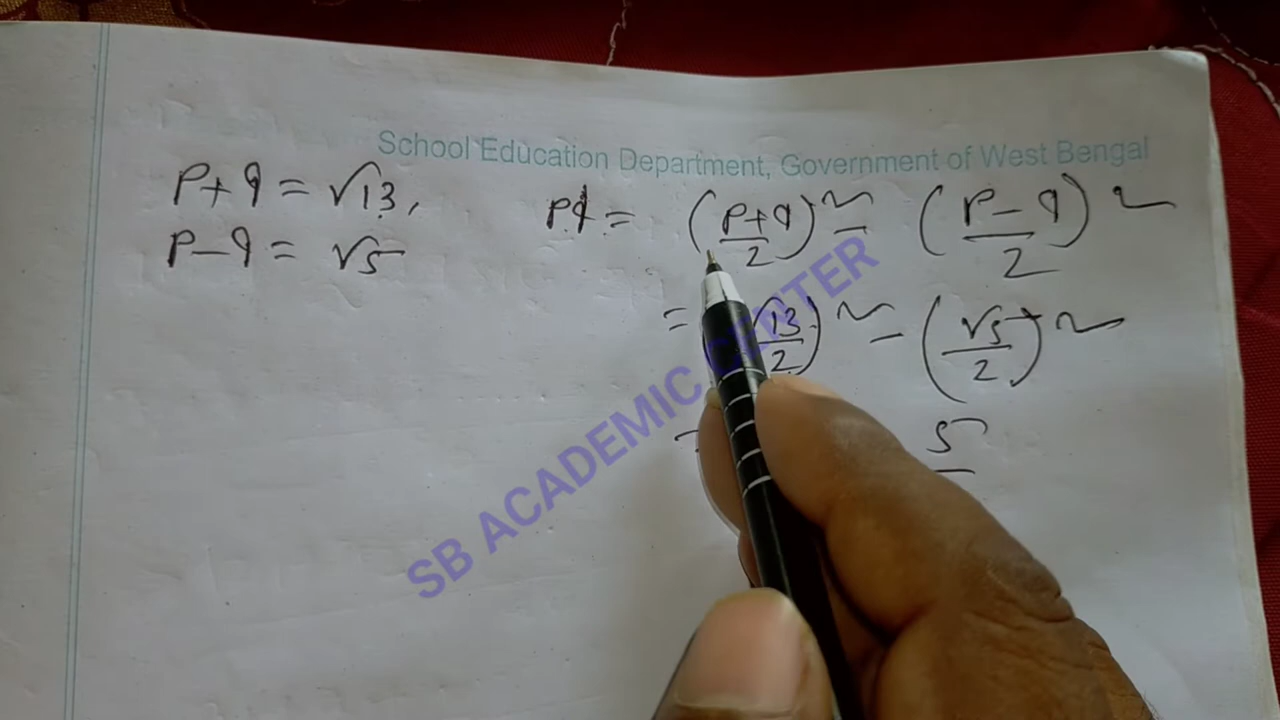 School Education Department, Government of West Bengal
P+q = √13,
P-q = √5
pq = (P+q/2)² - (P-q/2)²
= (√13/2)² - (√5/2)²
5
SB ACADEMIC CENTER